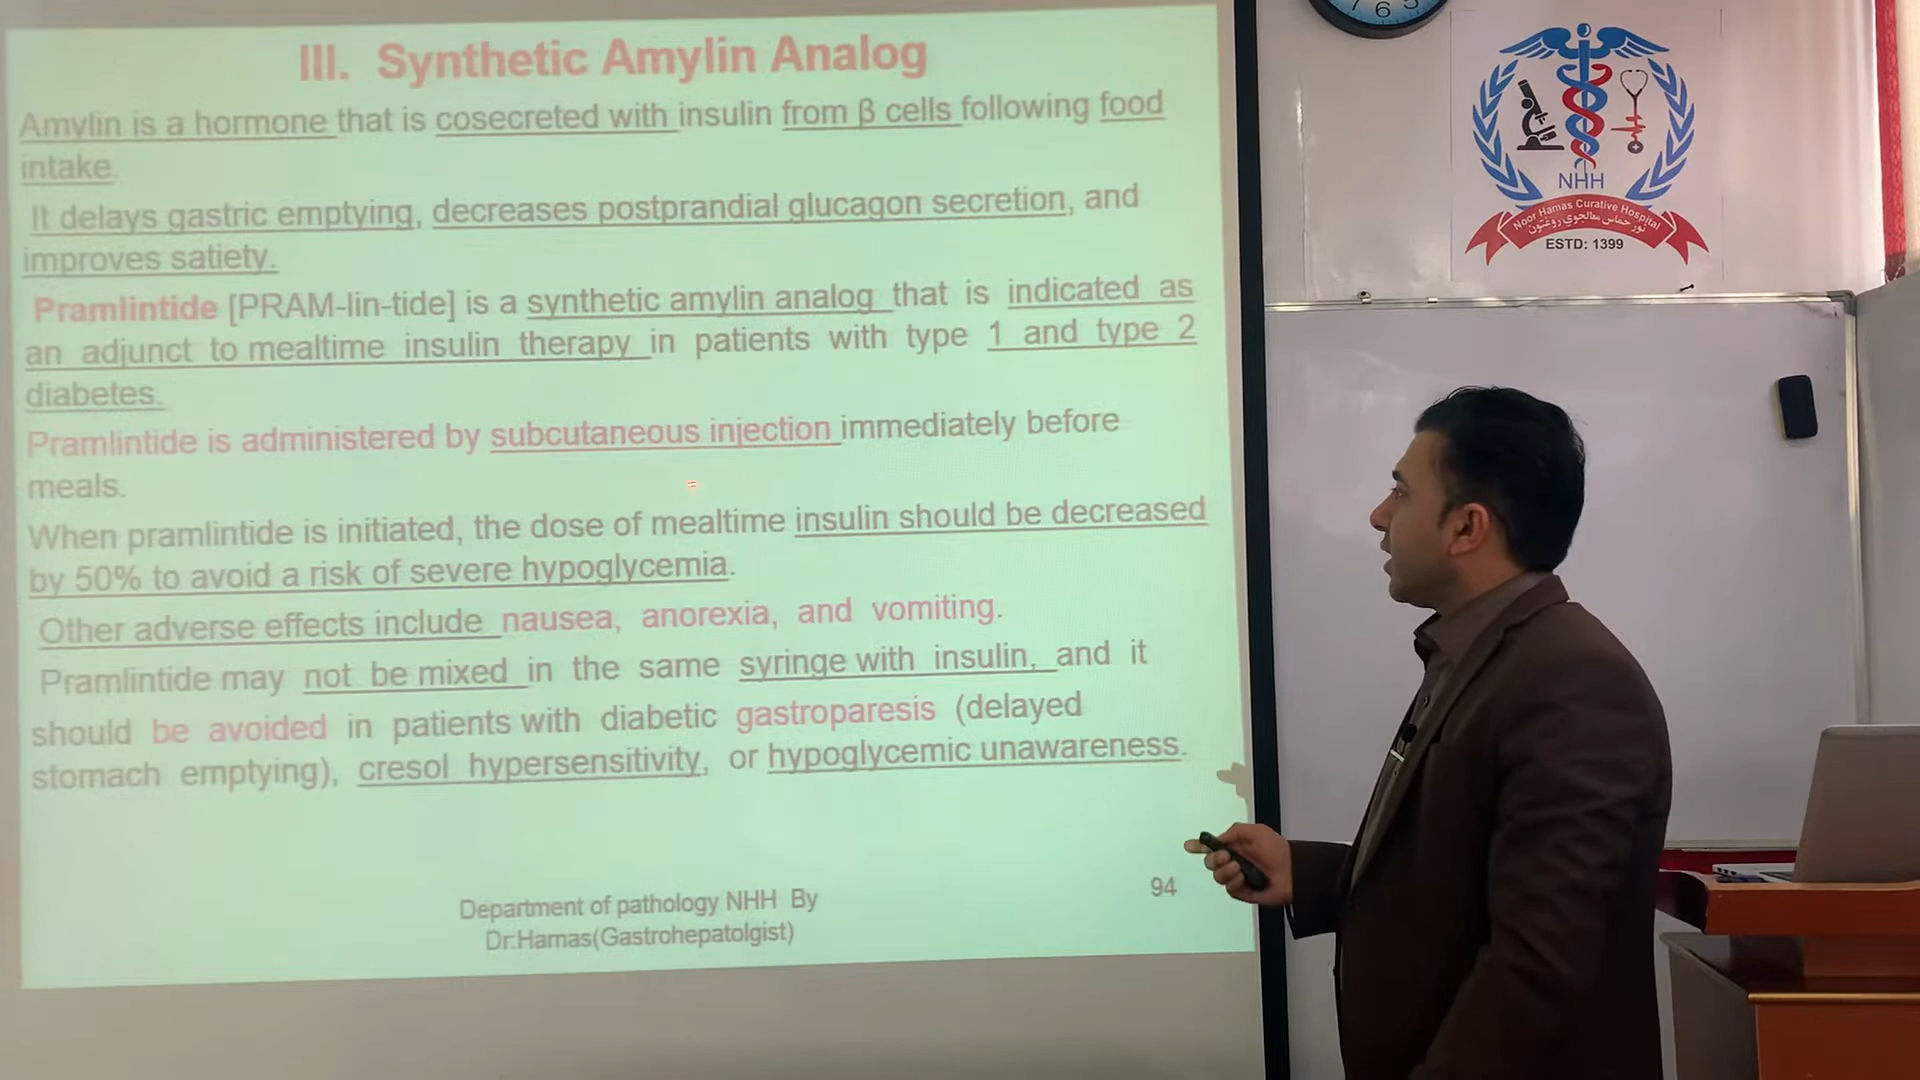 III. Synthetic Amylin Analog
Amylin is a hormone that is cosecreted with insulin from β cells following food
intake.
It delays gastric emptying, decreases postprandial glucagon secretion, and
improves satiety.
Pramlintide [PRAM-lin-tide] is a synthetic amylin analog that is indicated as
an adjunct to mealtime insulin therapy in patients with type 1 and type 2
diabetes.
Pramlintide is administered by subcutaneous injection immediately before
meals.
When pramlintide is initiated, the dose of mealtime insulin should be decreased
by 50% to avoid a risk of severe hypoglycemia.
Other adverse effects include nausea, anorexia, and vomiting.
Pramlintide may not be mixed in the same syringe with insulin, and it
should be avoided in patients with diabetic gastroparesis (delayed
stomach emptying), cresol hypersensitivity, or hypoglycemic unawareness.
Department of pathology NHH By
Dr.Hamas(Gastrohepatolgist)
94
7 6 5
NHH
Noor Hamas Curative Hospital
نور حماس معالجوي روغتون
ESTD: 1399